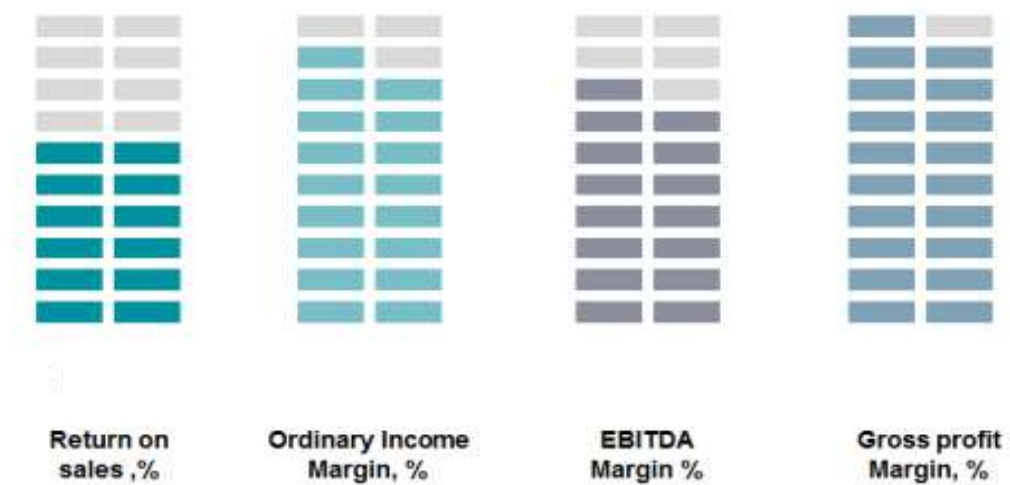 Return on
sales ,%
Ordinary Income
Margin, %
EBITDA
Margin %
Gross profit
Margin, %